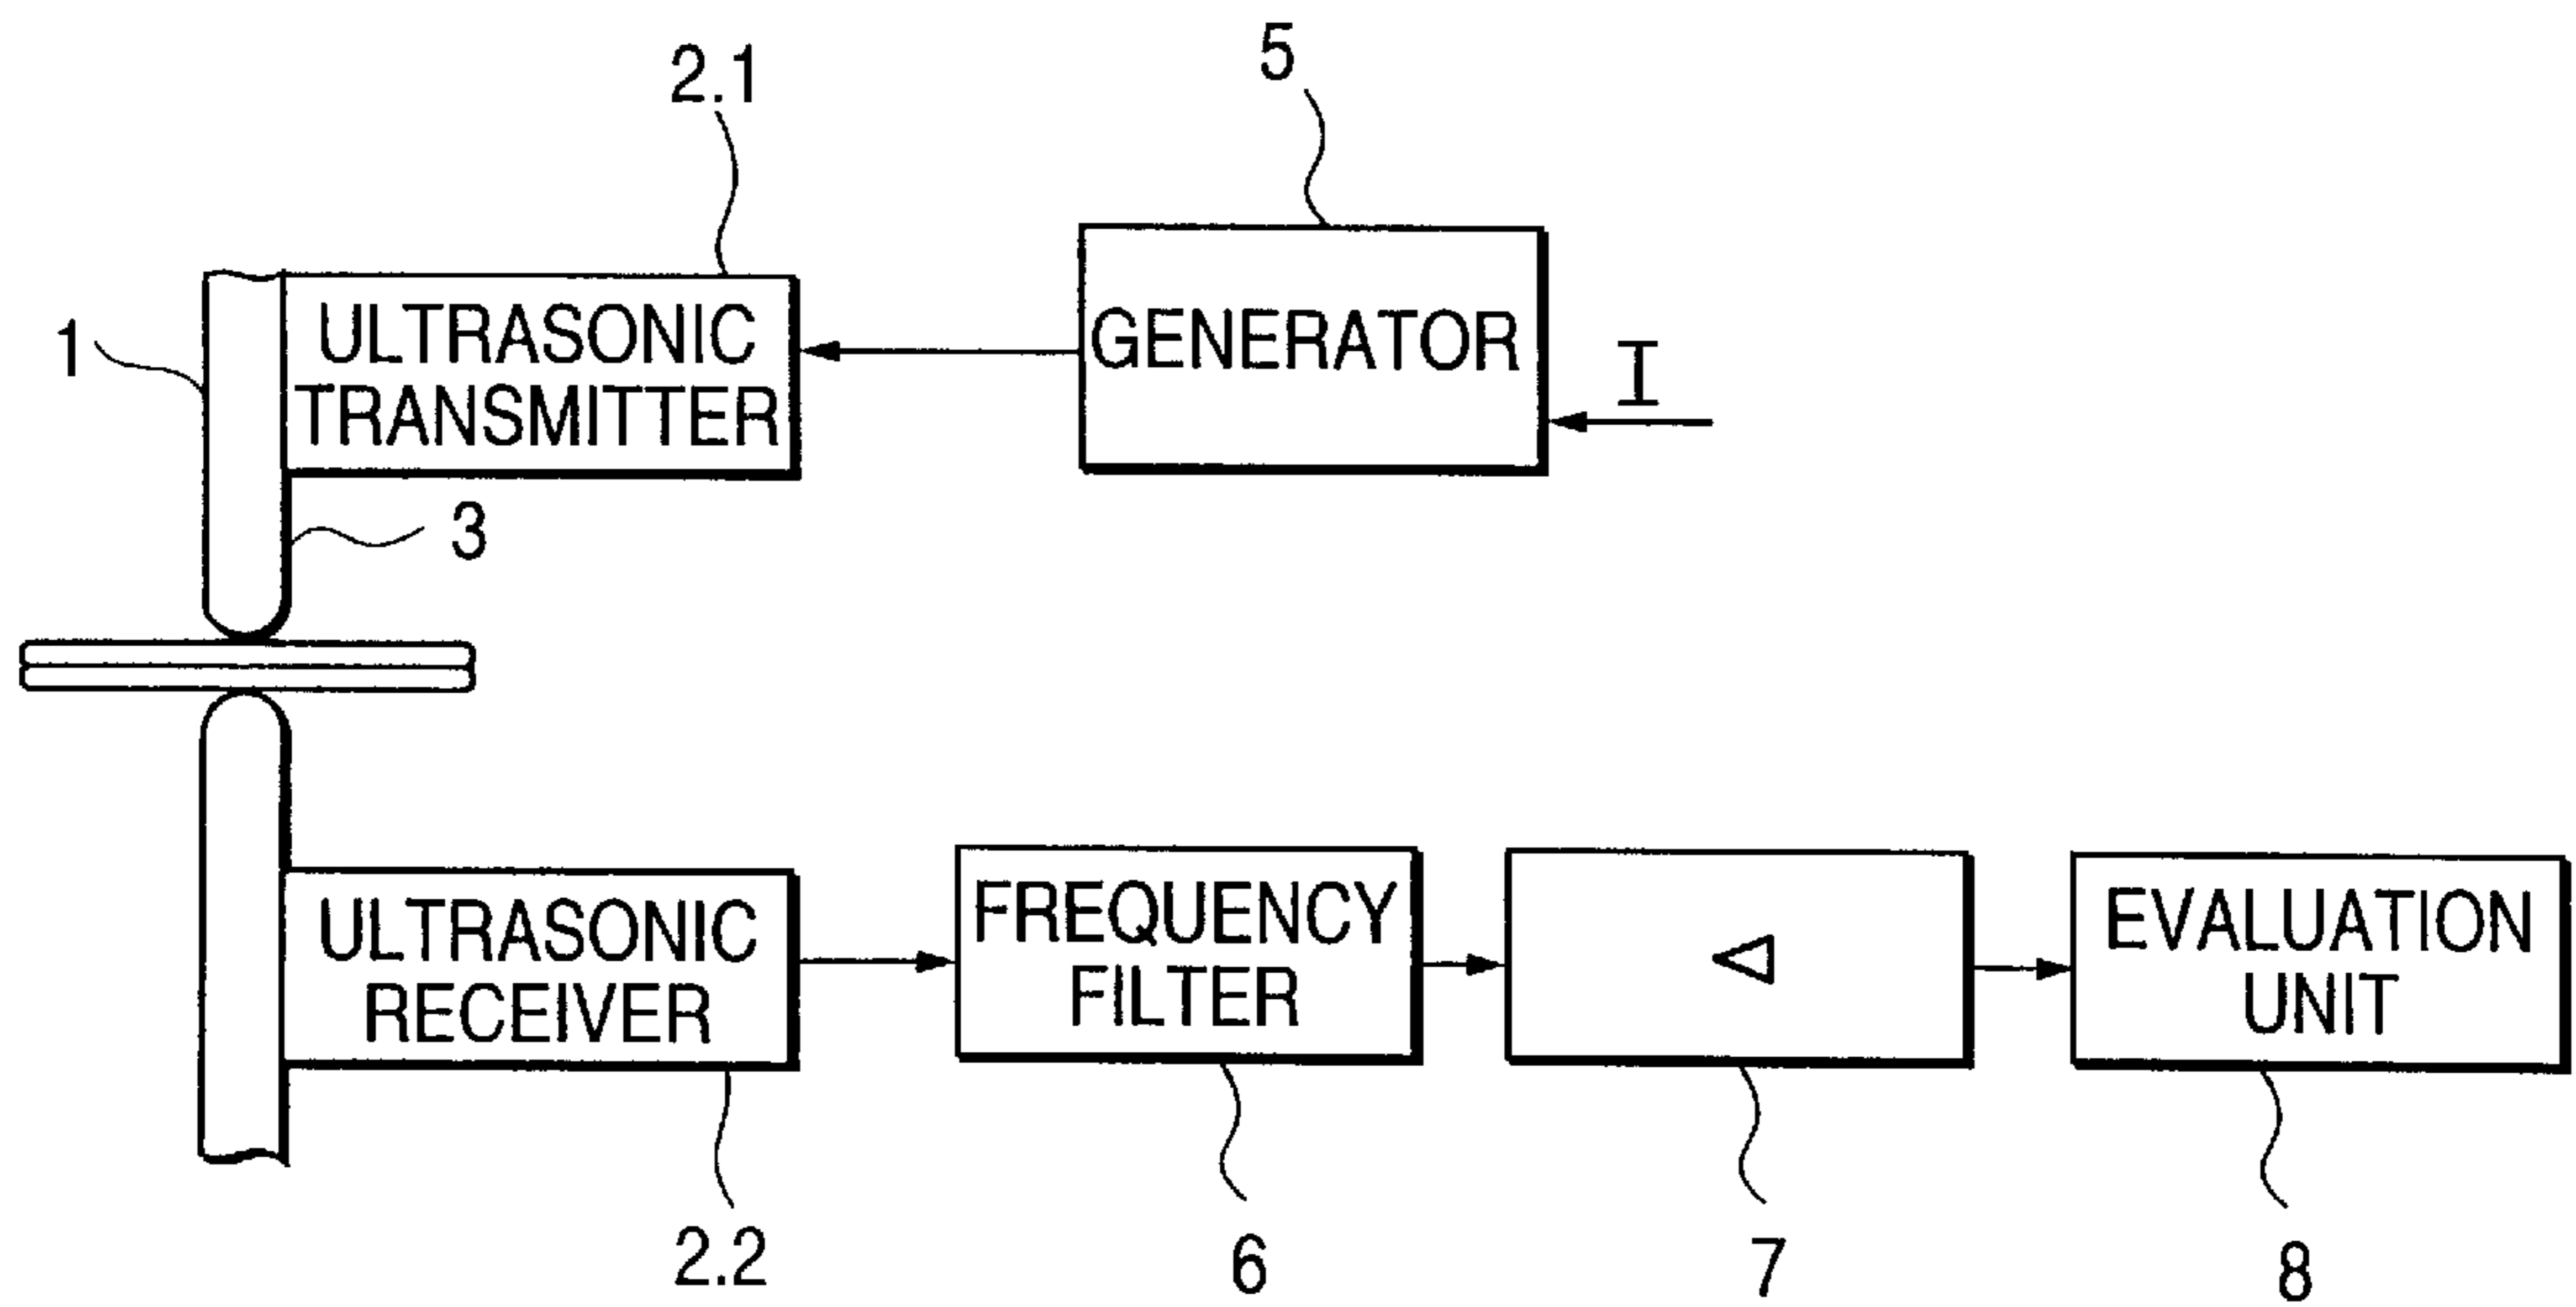 5
2.1
ULTRASONIC
TRANSMITTER
GENERATOR
I
1
3
ULTRASONIC
RECEIVER
FREQUENCY
FILTER
EVALUATION
UNIT
2.2
6
7
8